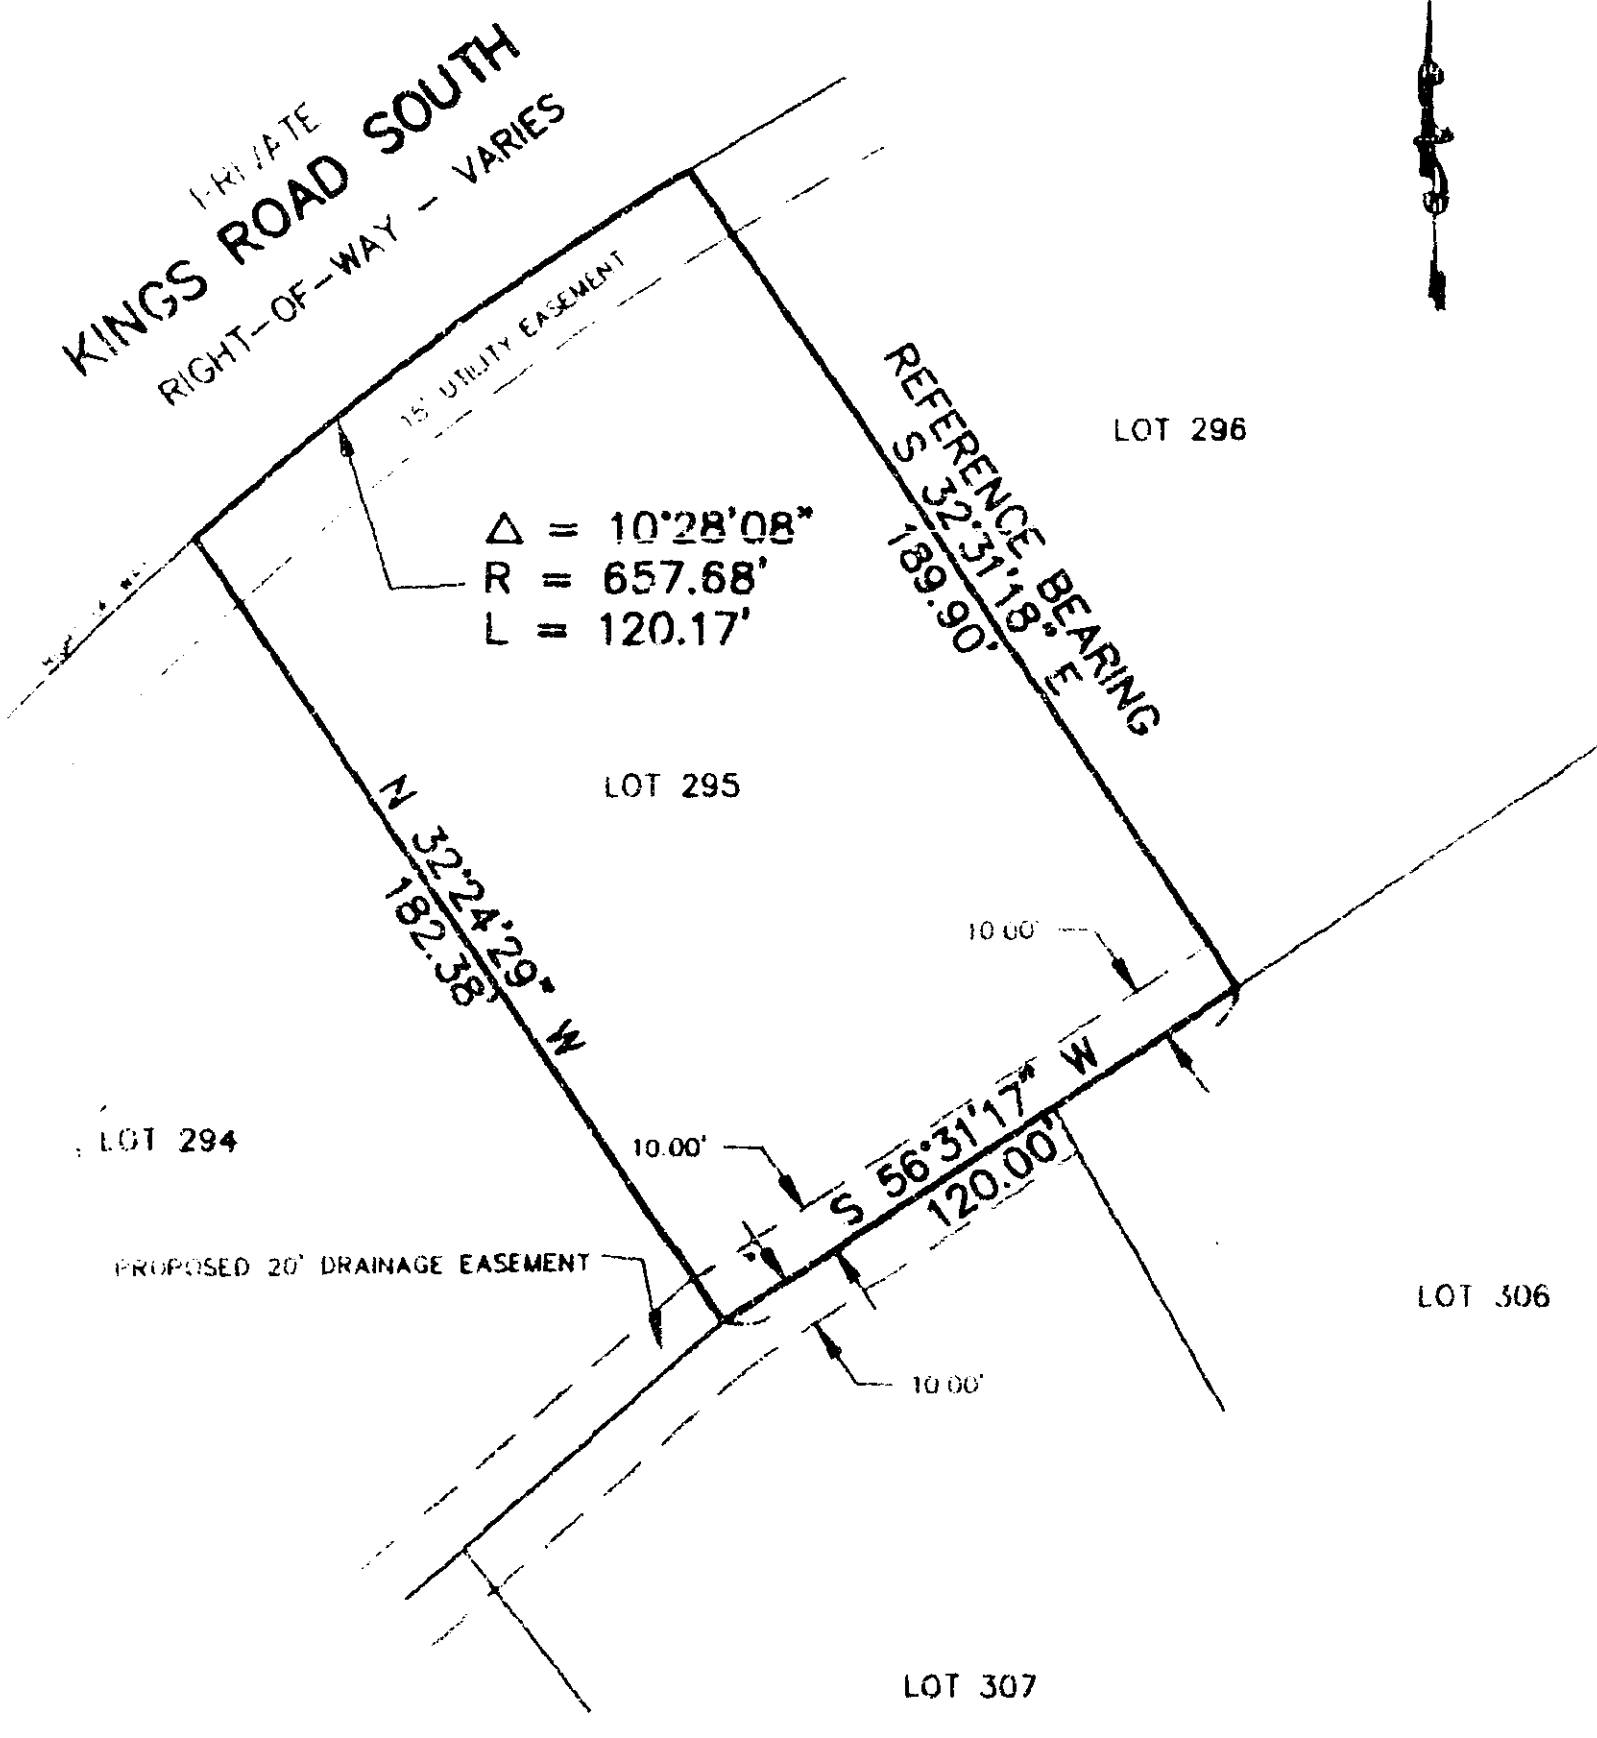 PRIVATE
KINGS ROAD SOUTH
RIGHT-OF-WAY - VARIES
15' UTILITY EASEMENT
Δ = 10°28'08"
R = 657.68'
L = 120.17'
REFERENCE BEARING
S 32°31'18" E
189.90'
LOT 296
LOT 295
N 32°24'29" W
182.38'
10.00'
LOT 294
10.00'
S 56°31'17" W
120.00'
PROPOSED 20' DRAINAGE EASEMENT
LOT 306
10.00'
LOT 307